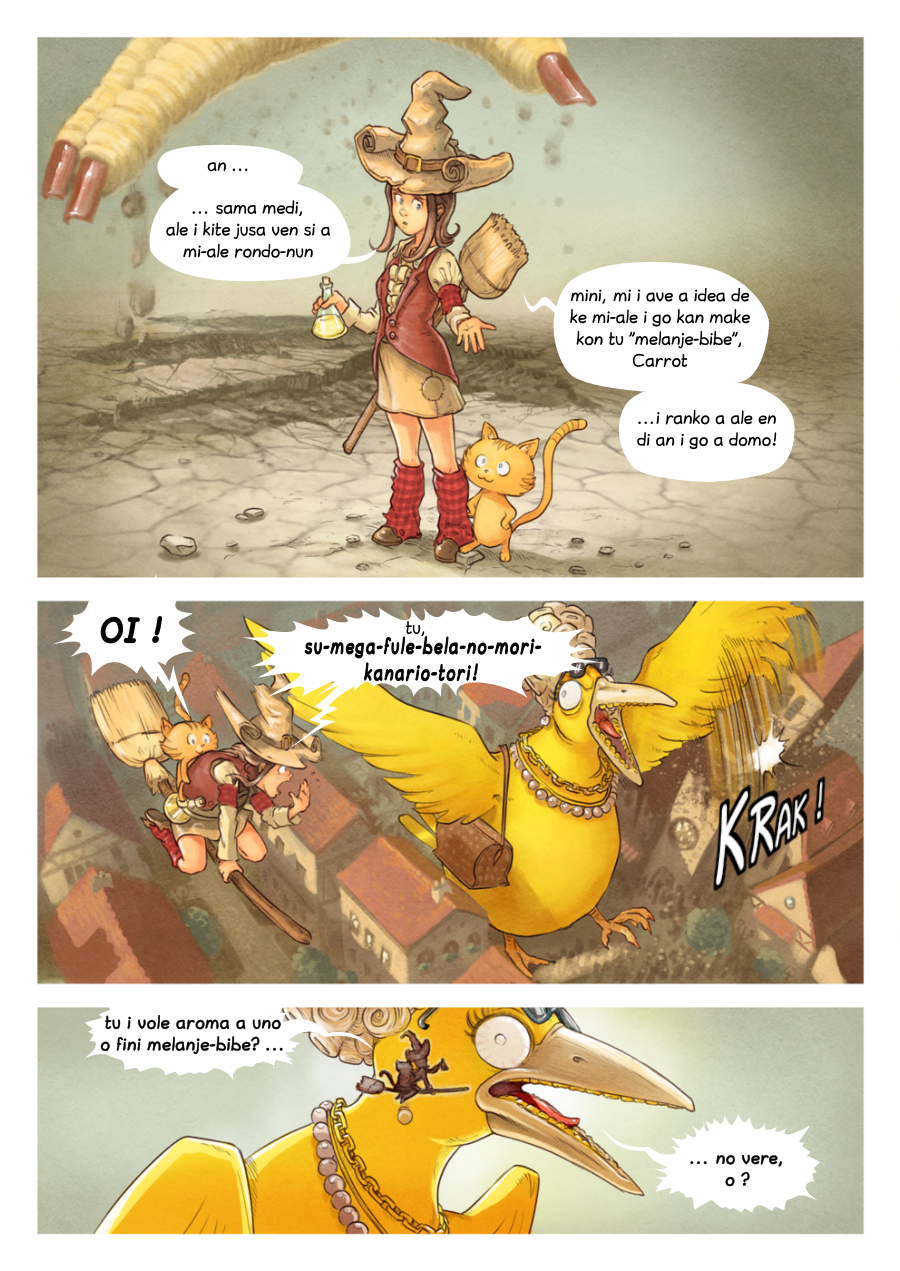 an ...
... sama medi,
ale i kite jusa ven si a
mi-ale rondo-nun
mini, mi i ave a idea de
ke mi-ale i go kan make
kon tu "melanje-bibe",
Carrot
...i ranko a ale en
di an i go a domo!
OI !
tu,
su-mega-fule-bela-no-mori-
kanario-tori!
KRAK !
tu i vole aroma a uno
o fini melanje-bibe? ...
... no vere,
o ?